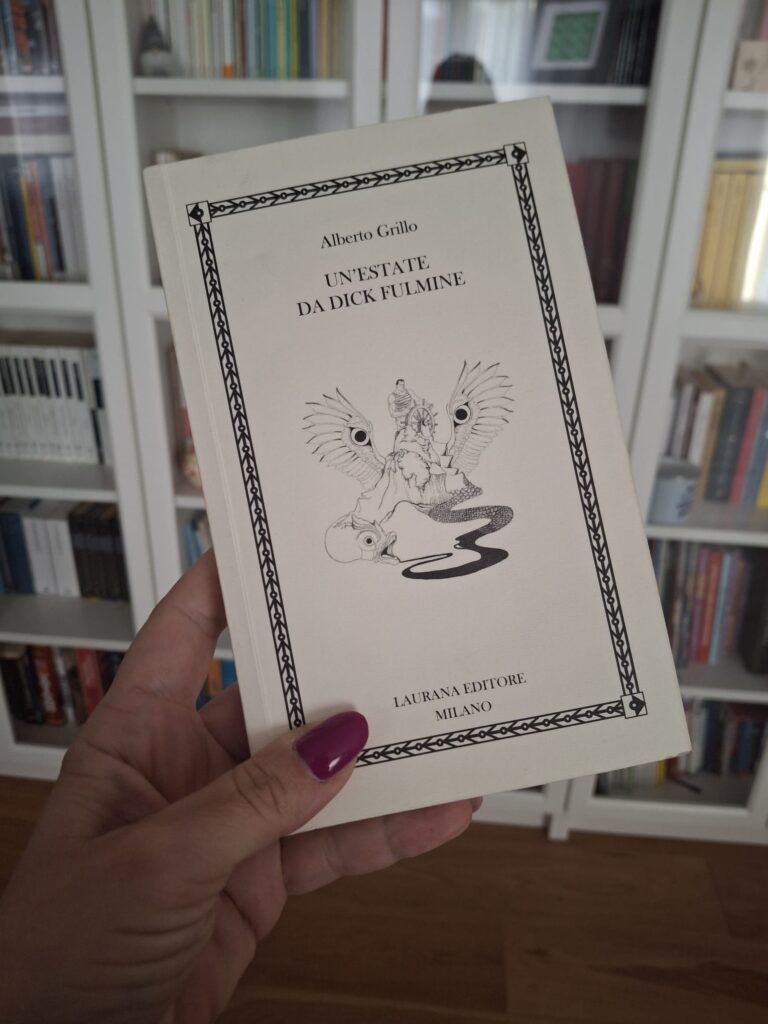 Alberto Grillo
UN'ESTATE
DA DICK FULMINE
LAURANA EDITORE
MILANO